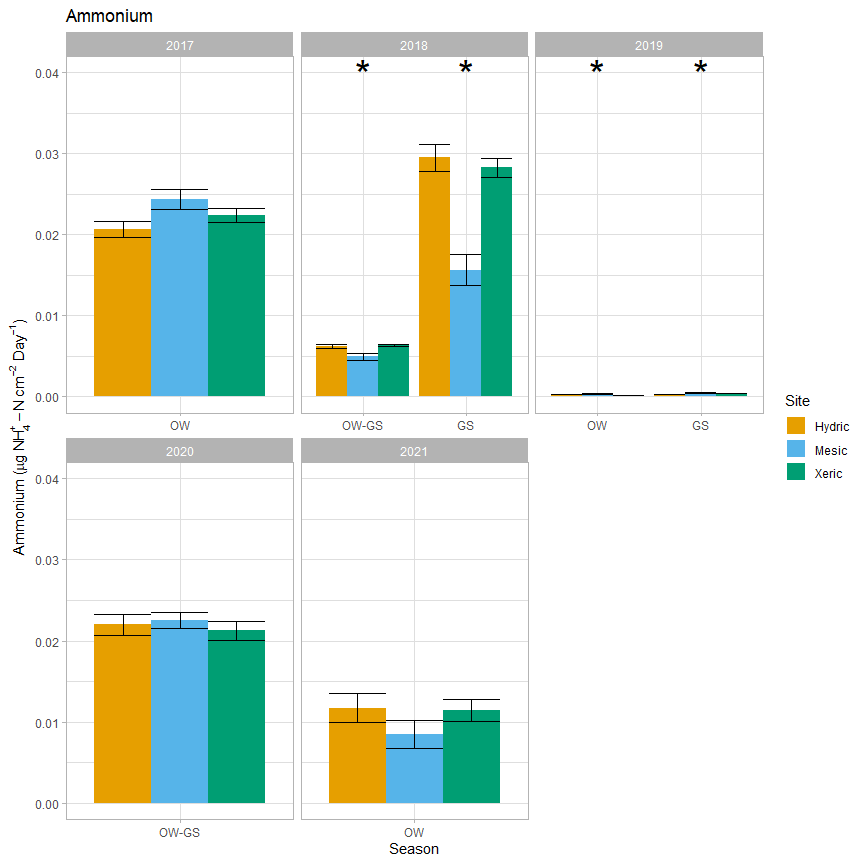 Ammonium
2017 2018 2019
* * * *
0.04
0.03
0.02
0.01
0.00
OW OW-GS GS OW GS
2020 2021
0.04
0.03
0.02
0.01
0.00
OW-GS OW
Season
Ammonium (μg NH₄⁺−N cm⁻² Day⁻¹)
Site
Hydric
Mesic
Xeric